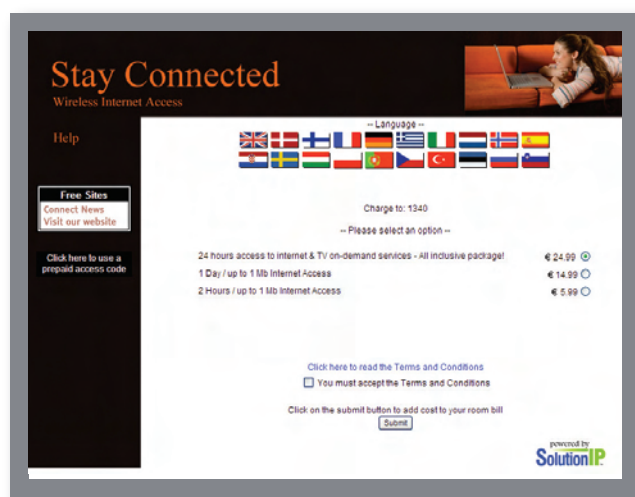 Stay Connected
Wireless Internet Access
Help
-- Language --
Free Sites
Connect News
Visit our website
Click here to use a
prepaid access code
Charge to: 1340
-- Please select an option --
24 hours access to internet & TV on-demand services - All inclusive package! € 24.99
1 Day / up to 1 Mb Internet Access € 14.99
2 Hours / up to 1 Mb Internet Access € 5.99
Click here to read the Terms and Conditions
You must accept the Terms and Conditions
Click on the submit button to add cost to your room bill
Submit
powered by
SolutionIP